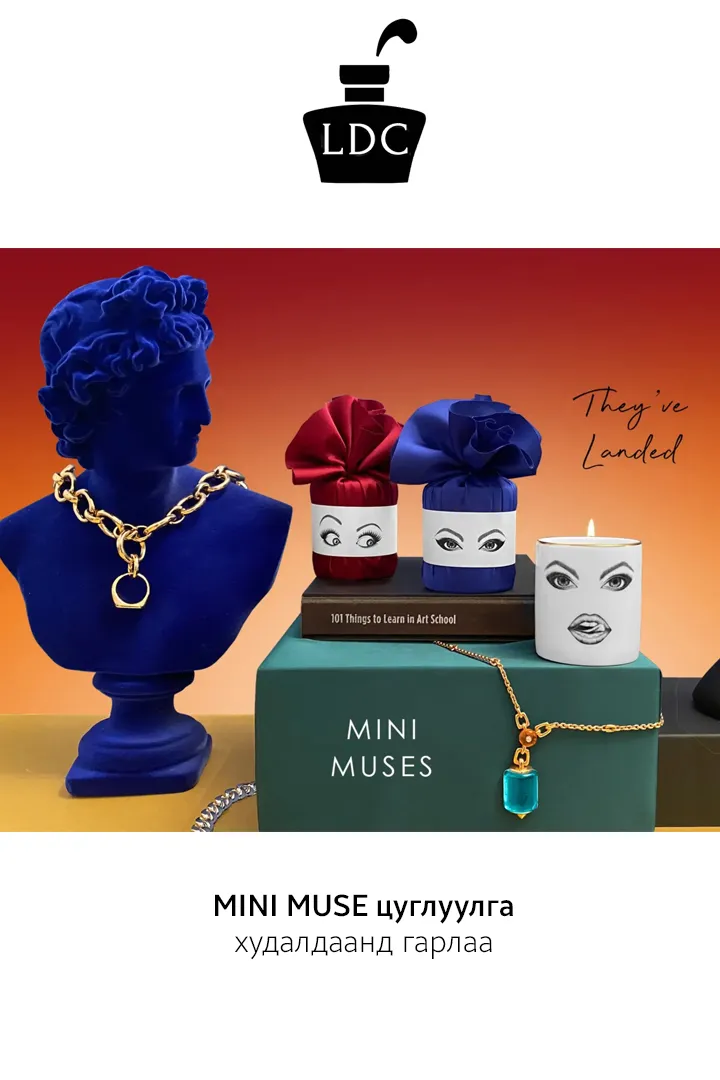 LDC
They've
Landed
101 Things to Learn in Art School
MINI
MUSES
MINI MUSE цуглуулга
худалдаанд гарлаа